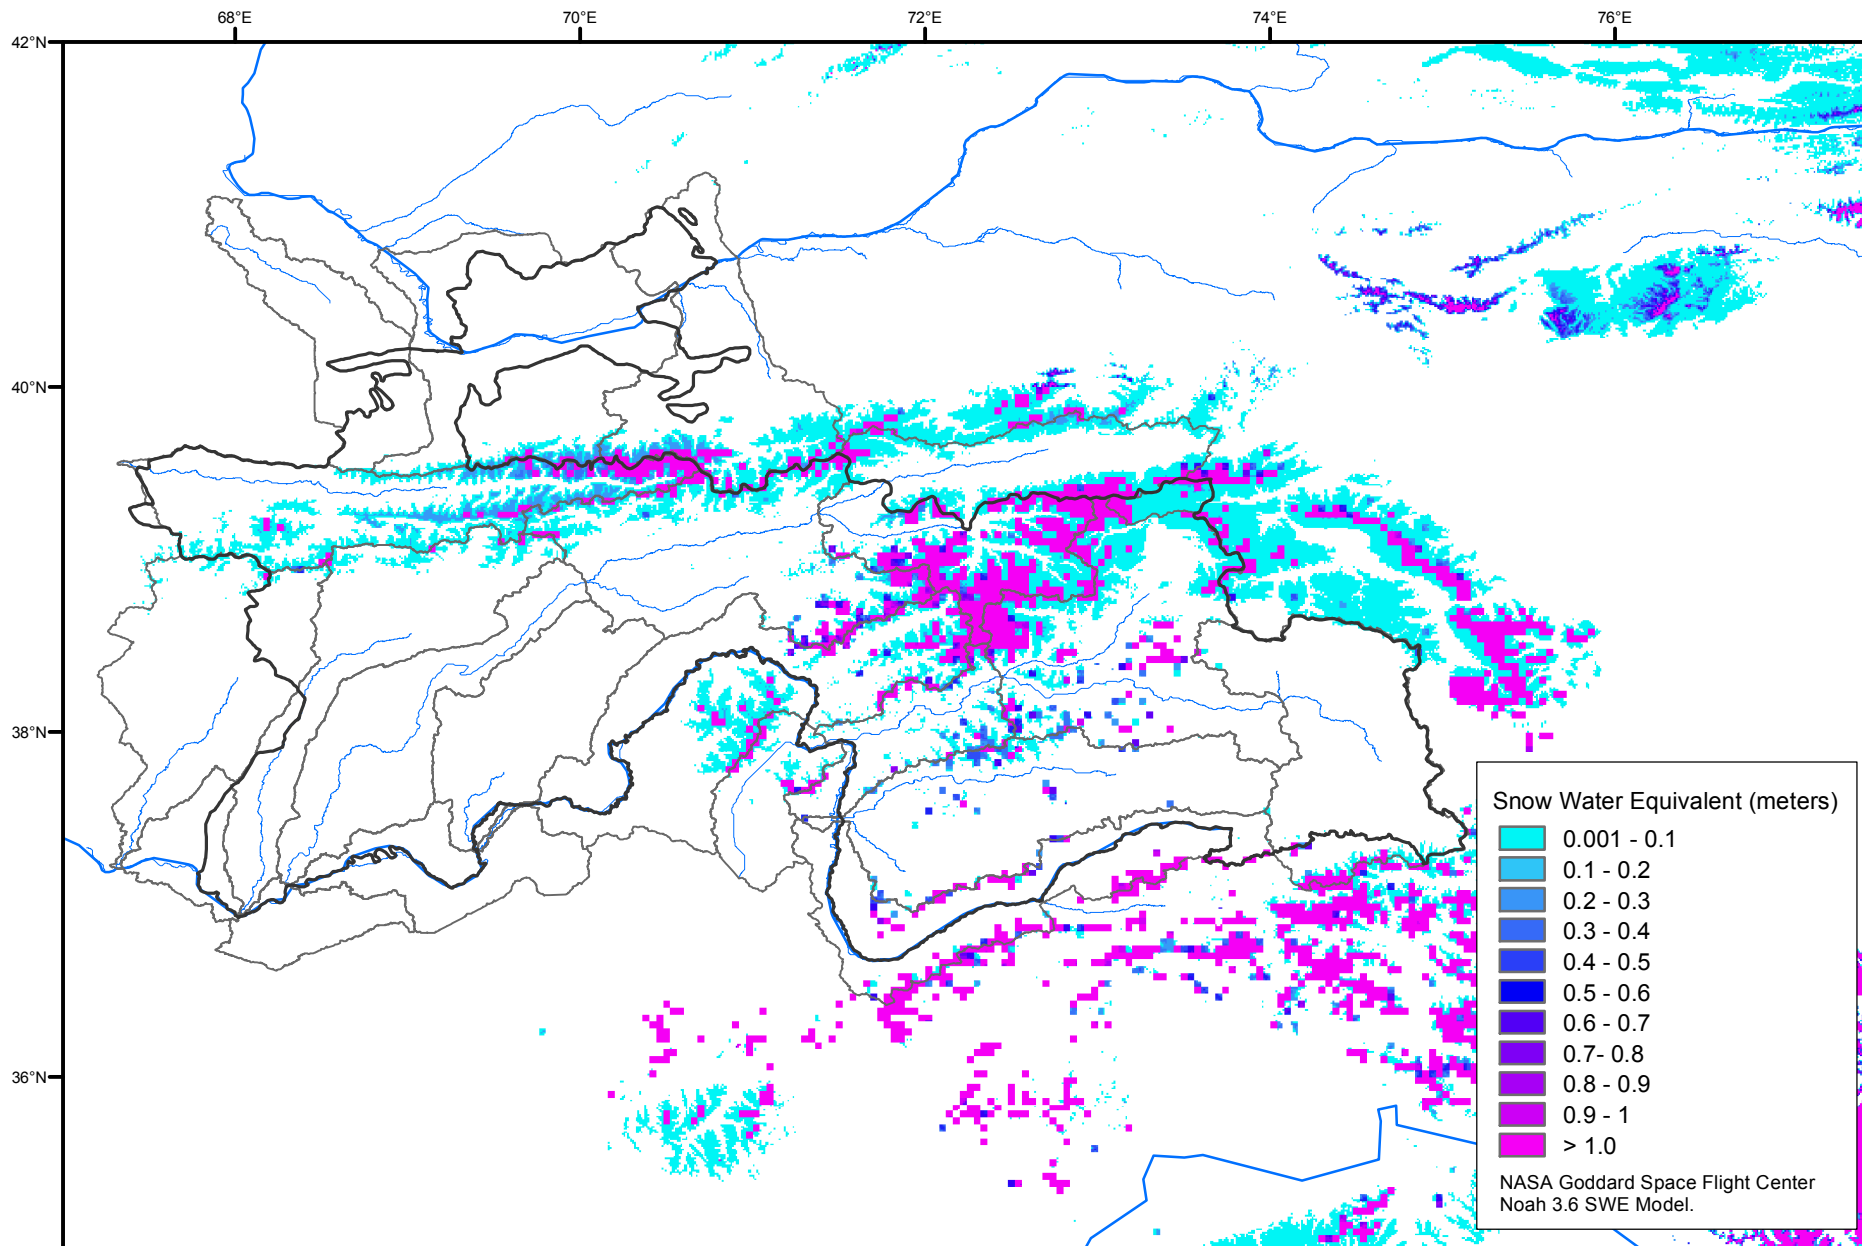 68°E
70°E
72°E
74°E
76°E
42°N
40°N
38°N
36°N
Snow Water Equivalent (meters)
0.001 - 0.1
0.1 - 0.2
0.2 - 0.3
0.3 - 0.4
0.4 - 0.5
0.5 - 0.6
0.6 - 0.7
0.7- 0.8
0.8 - 0.9
0.9 - 1
> 1.0
NASA Goddard Space Flight Center
Noah 3.6 SWE Model.